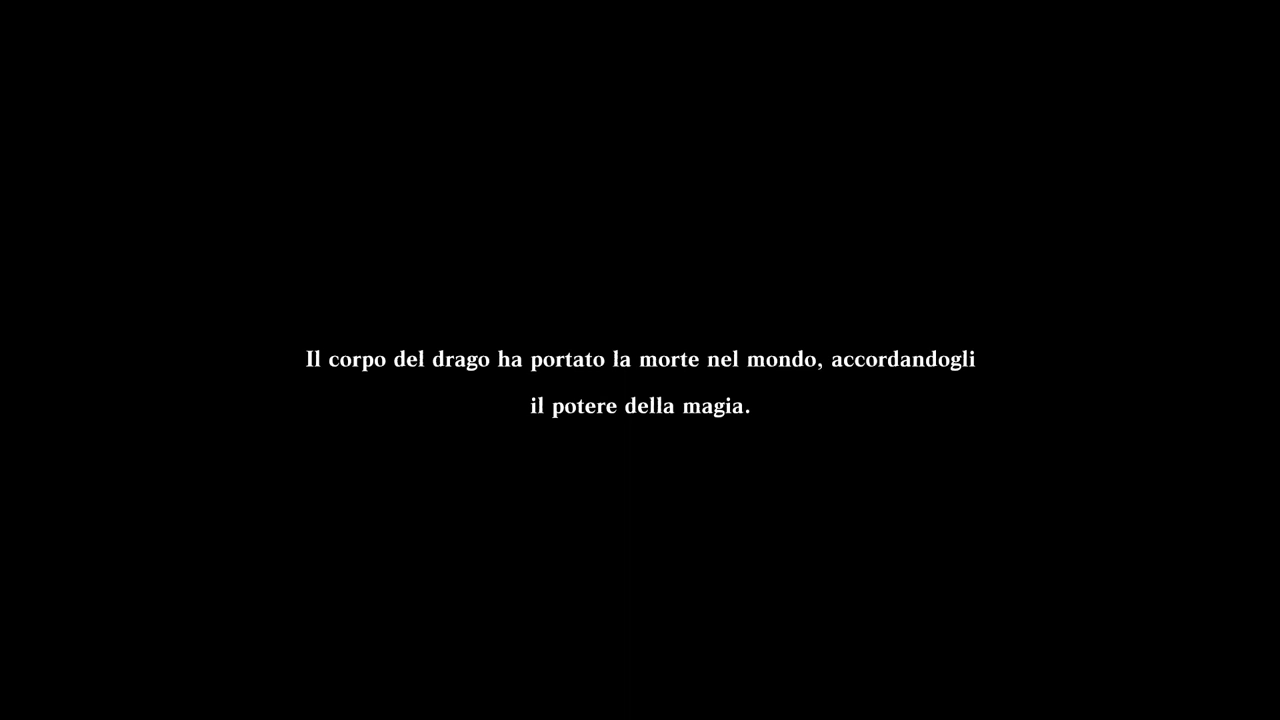 Il corpo del drago ha portato la morte nel mondo, accordandogli
il potere della magia.